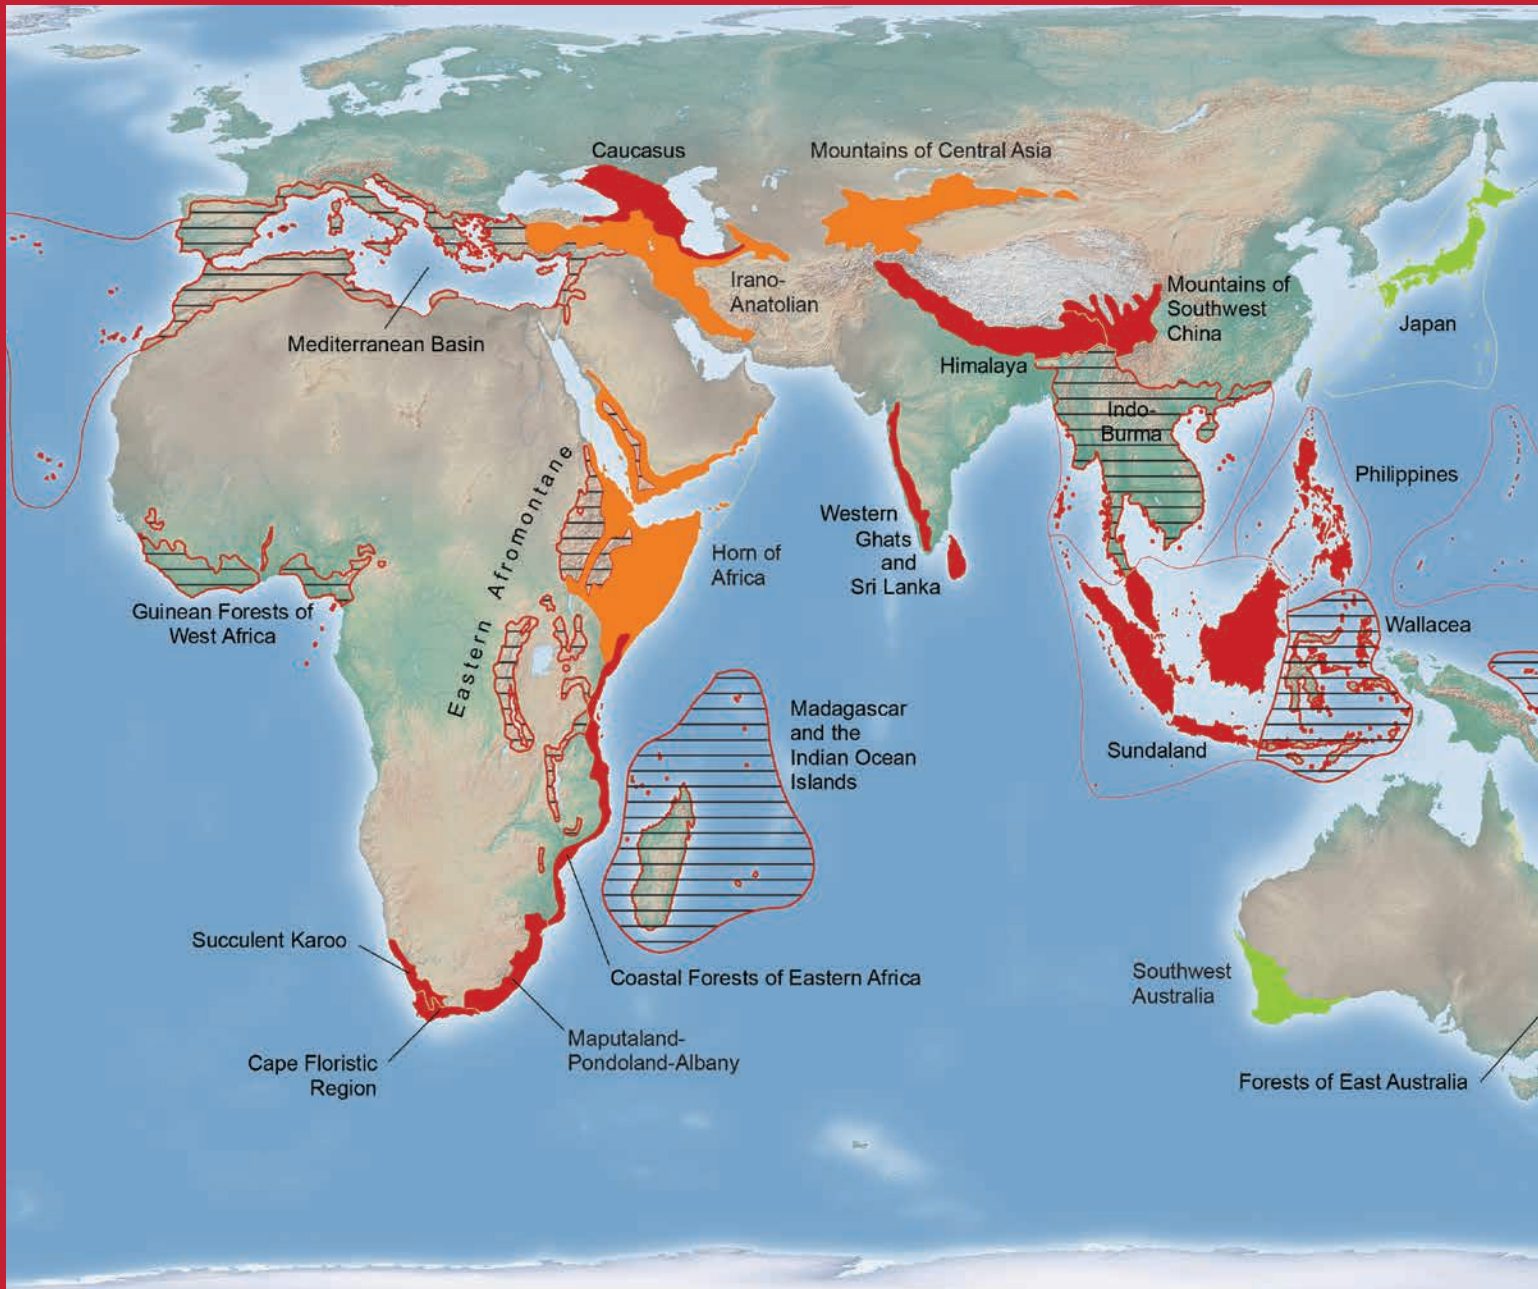 Caucasus
Mountains of Central Asia
Irano-
Anatolian
Mountains of
Southwest
China
Japan
Mediterranean Basin
Himalaya
Indo-
Burma
Philippines
Eastern Afromontane
Western
Ghats
and
Sri Lanka
Horn of
Africa
Guinean Forests of
West Africa
Wallacea
Madagascar
and the
Indian Ocean
Islands
Sundaland
Succulent Karoo
Coastal Forests of Eastern Africa
Southwest
Australia
Maputaland-
Pondoland-Albany
Cape Floristic
Region
Forests of East Australia